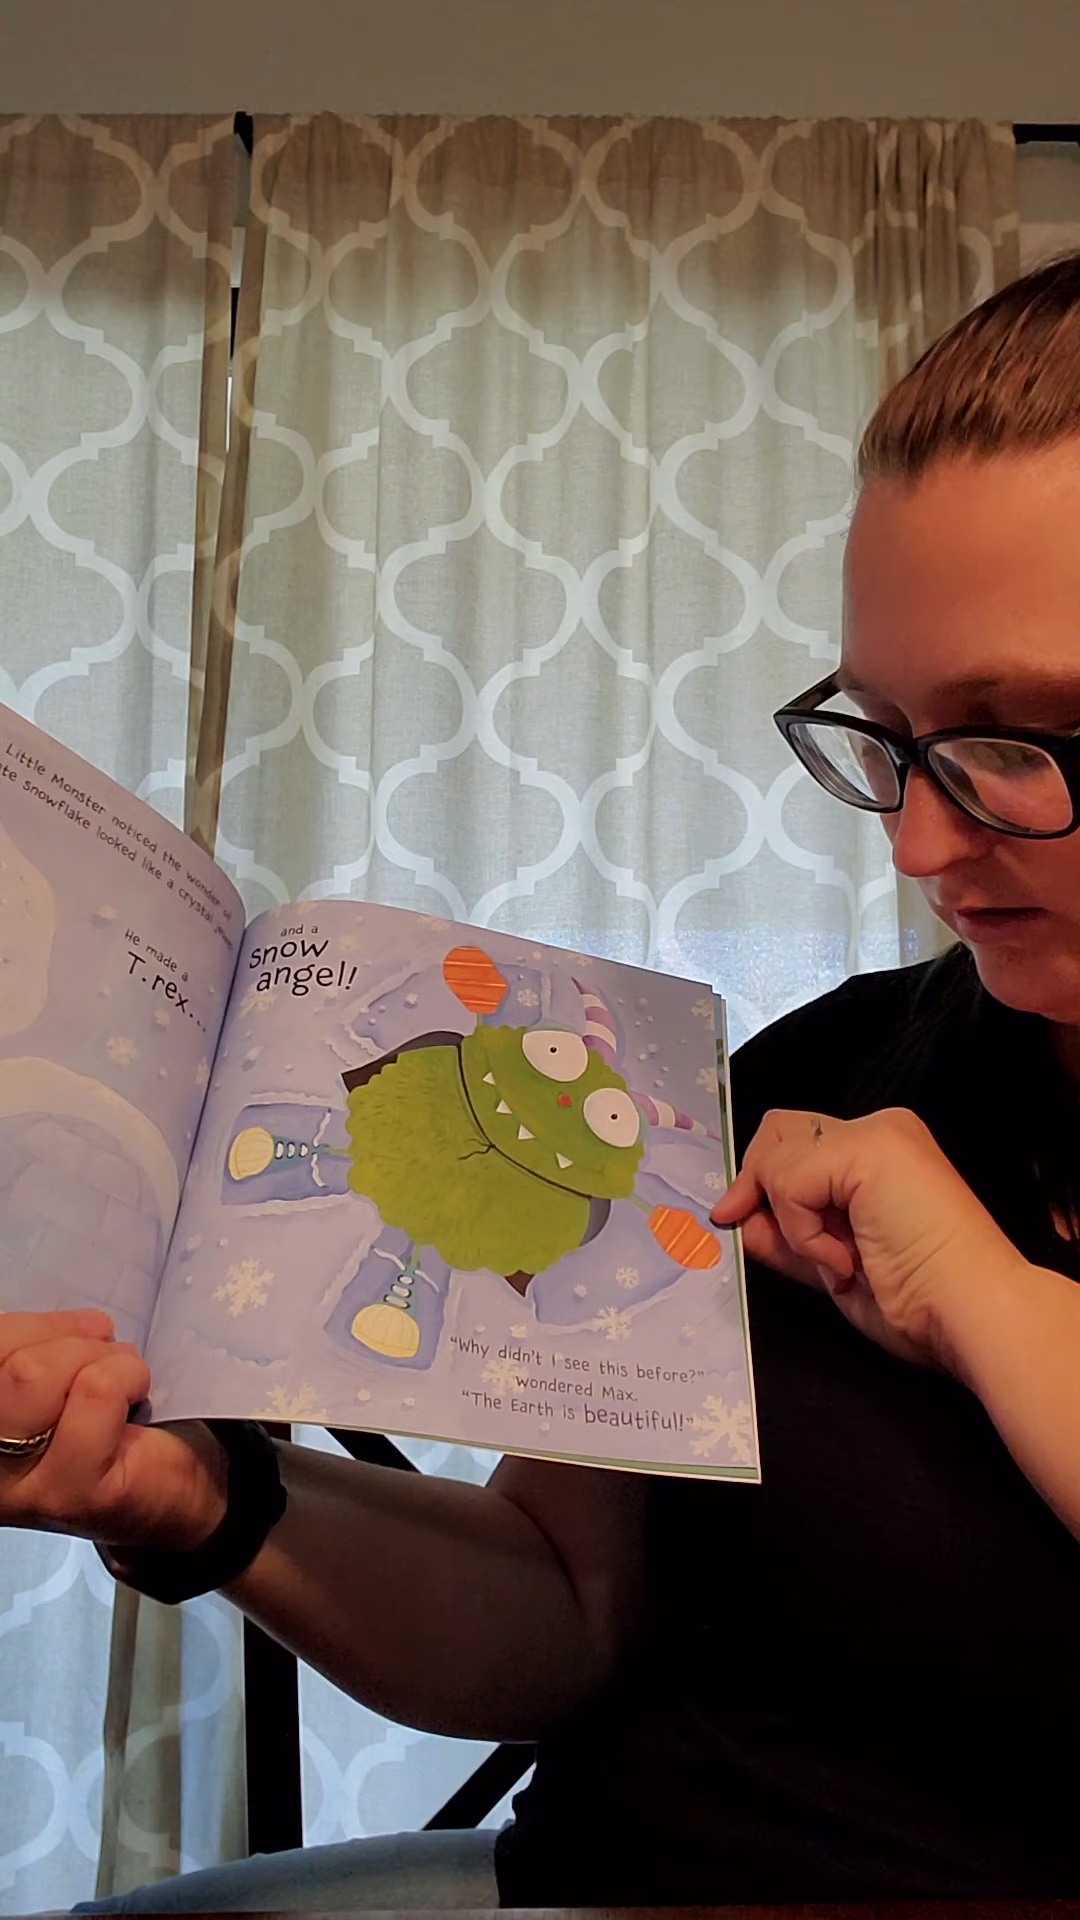 Little Monster noticed the wonder of
snowflake looked like a crystal jewel.
He made a
T.rex...
and a
snow
angel!
"Why didn't I see this before?"
wondered Max.
"The Earth is beautiful!"